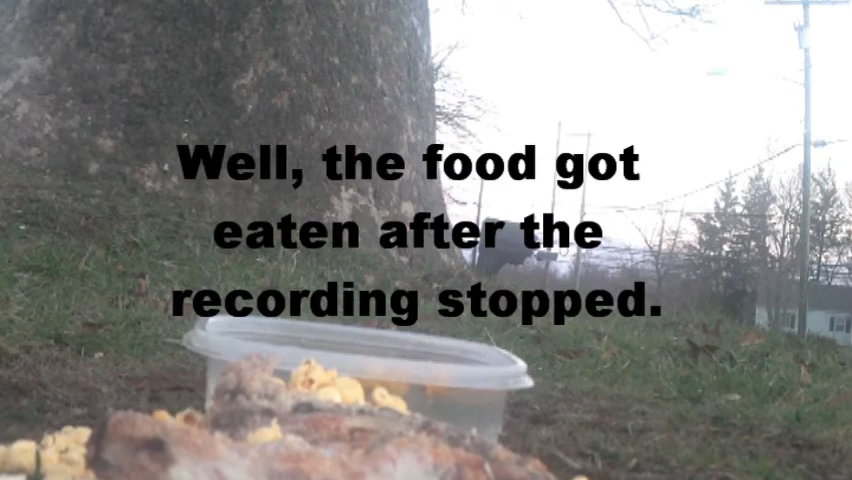 Well, the food got
eaten after the
recording stopped.